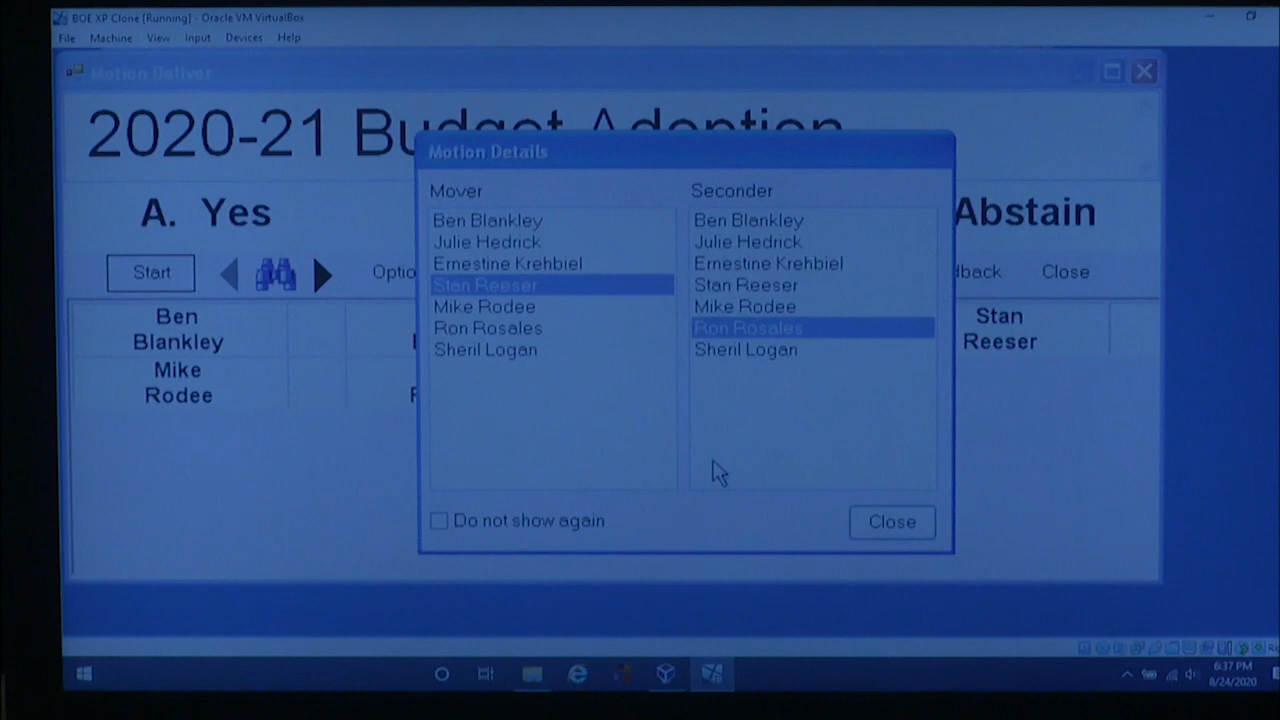 BOE XP Clone [Running] - Oracle VM VirtualBox
File Machine View Input Devices Help
Motion Deliver
2020-21 Budget Adoption
Motion Details
Mover Seconder
A. Yes
Abstain
Ben Blankley Ben Blankley
Julie Hedrick Julie Hedrick
Ernestine Krehbiel Ernestine Krehbiel
Stan Reeser Stan Reeser
Mike Rodee Mike Rodee
Ron Rosales Ron Rosales
Sheril Logan Sheril Logan
Start
Close
Ben
Blankley
Stan
Reeser
Mike
Rodee
Do not show again
Close
6:37 PM
8/24/2020